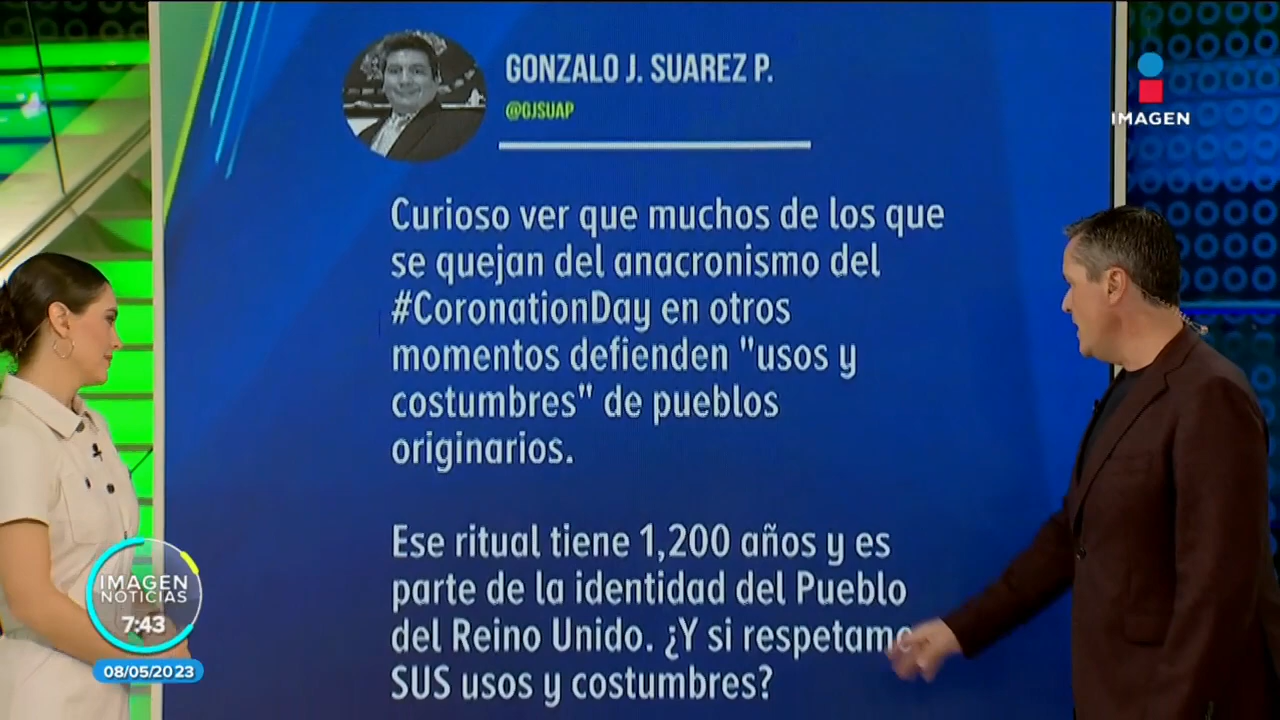 GONZALO J. SUAREZ P.
@GJSUAP
IMAGEN
Curioso ver que muchos de los que
se quejan del anacronismo del
#CoronationDay en otros
momentos defienden "usos y
costumbres" de pueblos
originarios.
Ese ritual tiene 1,200 años y es
parte de la identidad del Pueblo
del Reino Unido. ¿Y si respetamo
SUS usos y costumbres?
IMAGEN
NOTICIAS
7:43
08/05/2023